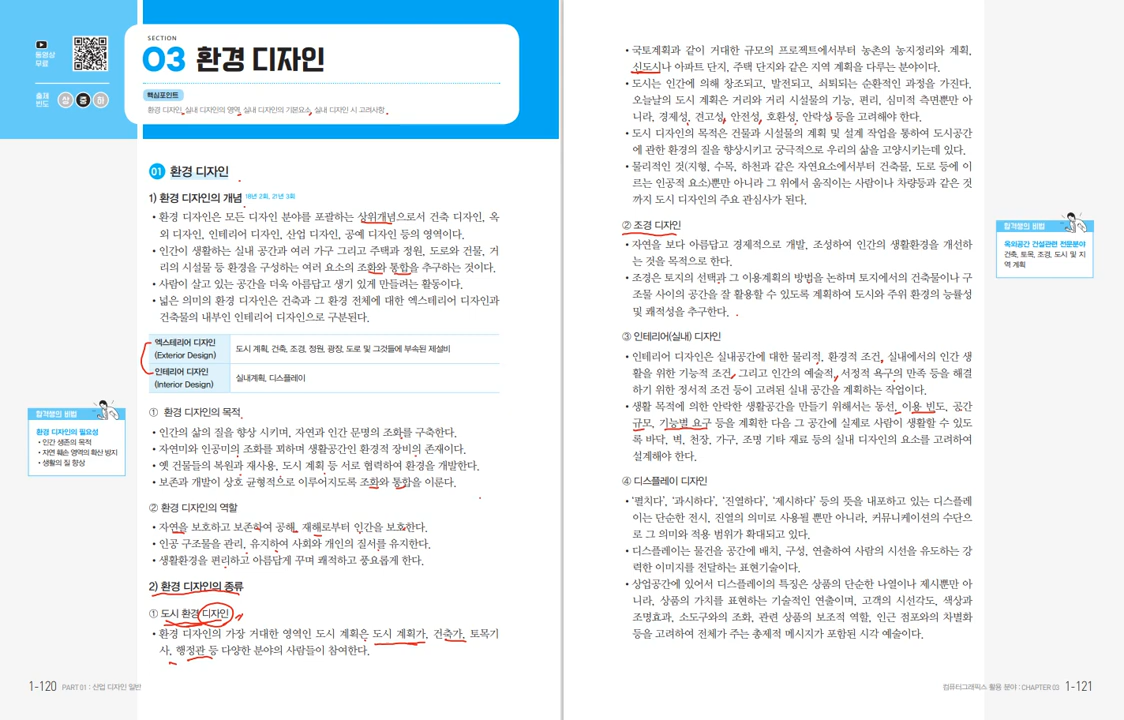 동영상
무료
출제
빈도
상 중 하
SECTION
03 환경 디자인
핵심포인트
환경 디자인, 실내 디자인의 영역, 실내 디자인의 기본요소, 실내 디자인 시 고려사항
01 환경 디자인
1) 환경 디자인의 개념 18년 2회, 21년 3회
• 환경 디자인은 모든 디자인 분야를 포괄하는 상위개념으로서 건축 디자인, 옥
외 디자인, 인테리어 디자인, 산업 디자인, 공예 디자인 등의 영역이다.
• 인간이 생활하는 실내 공간과 여러 가구 그리고 주택과 정원, 도로와 건물, 거
리의 시설물 등 환경을 구성하는 여러 요소의 조화와 통합을 추구하는 것이다.
• 사람이 살고 있는 공간을 더욱 아름답고 생기 있게 만들려는 활동이다.
• 넓은 의미의 환경 디자인은 건축과 그 환경 전체에 대한 엑스테리어 디자인과
건축물의 내부인 인테리어 디자인으로 구분된다.
엑스테리어 디자인
(Exterior Design)
도시 계획, 건축, 조경, 정원, 광장, 도로 및 그것들에 부속된 제설비
인테리어 디자인
(Interior Design)
실내계획, 디스플레이
① 환경 디자인의 목적
• 인간의 삶의 질을 향상 시키며, 자연과 인간 문명의 조화를 구축한다.
• 자연미와 인공미의 조화를 꾀하며 생활공간인 환경적 장비의 존재이다.
• 옛 건물들의 복원과 재사용, 도시 계획 등 서로 협력하여 환경을 개발한다.
• 보존과 개발이 상호 균형적으로 이루어지도록 조화와 통합을 이룬다.
② 환경 디자인의 역할
• 자연을 보호하고 보존하여 공해, 재해로부터 인간을 보호한다.
• 인공 구조물을 관리, 유지하여 사회와 개인의 질서를 유지한다.
• 생활환경을 편리하고 아름답게 꾸며 쾌적하고 풍요롭게 한다.
2) 환경 디자인의 종류
① 도시 환경 디자인
• 환경 디자인의 가장 거대한 영역인 도시 계획은 도시 계획가, 건축가, 토목기
사, 행정관 등 다양한 분야의 사람들이 참여한다.
합격생의 비법
환경 디자인의 필요성
• 인간 생존의 목적
• 자연 훼손 영역의 확산 방지
• 생활의 질 향상
1-120 PART 01 : 산업 디자인 일반
• 국토계획과 같이 거대한 규모의 프로젝트에서부터 농촌의 농지정리와 계획,
신도시나 아파트 단지, 주택 단지와 같은 지역 계획을 다루는 분야이다.
• 도시는 인간에 의해 창조되고, 발전되고, 쇠퇴되는 순환적인 과정을 가진다.
오늘날의 도시 계획은 거리와 거리 시설물의 기능, 편리, 심미적 측면뿐만 아
니라, 경제성, 견고성, 안전성, 호환성, 안락성 등을 고려해야 한다.
• 도시 디자인의 목적은 건물과 시설물의 계획 및 설계 작업을 통하여 도시공간
에 관한 환경의 질을 향상시키고 궁극적으로 우리의 삶을 고양시키는데 있다.
• 물리적인 것(지형, 수목, 하천과 같은 자연요소에서부터 건축물, 도로 등에 이
르는 인공적 요소)뿐만 아니라 그 위에서 움직이는 사람이나 차량등과 같은 것
까지 도시 디자인의 주요 관심사가 된다.
② 조경 디자인
• 자연을 보다 아름답고 경제적으로 개발, 조성하여 인간의 생활환경을 개선하
는 것을 목적으로 한다.
• 조경은 토지의 선택과 그 이용계획의 방법을 논하며 토지에서의 건축물이나 구
조물 사이의 공간을 잘 활용할 수 있도록 계획하여 도시와 주위 환경의 능률성
및 쾌적성을 추구한다.
③ 인테리어(실내) 디자인
• 인테리어 디자인은 실내공간에 대한 물리적, 환경적 조건, 실내에서의 인간 생
활을 위한 기능적 조건, 그리고 인간의 예술적, 서정적 욕구의 만족 등을 해결
하기 위한 정서적 조건 등이 고려된 실내 공간을 계획하는 작업이다.
• 생활 목적에 의한 안락한 생활공간을 만들기 위해서는 동선, 이용 빈도, 공간
규모, 기능별 요구 등을 계획한 다음 그 공간에 실제로 사람이 생활할 수 있도
록 바닥, 벽, 천장, 가구, 조명 기타 재료 등의 실내 디자인의 요소를 고려하여
설계해야 한다.
④ 디스플레이 디자인
• '펼치다', '과시하다', '진열하다', '제시하다' 등의 뜻을 내포하고 있는 디스플레
이는 단순한 전시, 진열의 의미로 사용될 뿐만 아니라, 커뮤니케이션의 수단으
로 그 의미와 적용 범위가 확대되고 있다.
• 디스플레이는 물건을 공간에 배치, 구성, 연출하여 사람의 시선을 유도하는 강
력한 이미지를 전달하는 표현기술이다.
• 상업공간에 있어서 디스플레이의 특징은 상품의 단순한 나열이나 제시뿐만 아
니라, 상품의 가치를 표현하는 기술적인 연출이며, 고객의 시선각도, 색상과
조명효과, 소도구와의 조화, 관련 상품의 보조적 역할, 인근 점포와의 차별화
등을 고려하여 전체가 주는 총체적 메시지가 포함된 시각 예술이다.
합격생의 비법
옥외공간 건설관련 전문분야
건축, 토목, 조경, 도시 및 지
역 계획
컴퓨터그래픽스 활용 분야 : CHAPTER 03 1-121